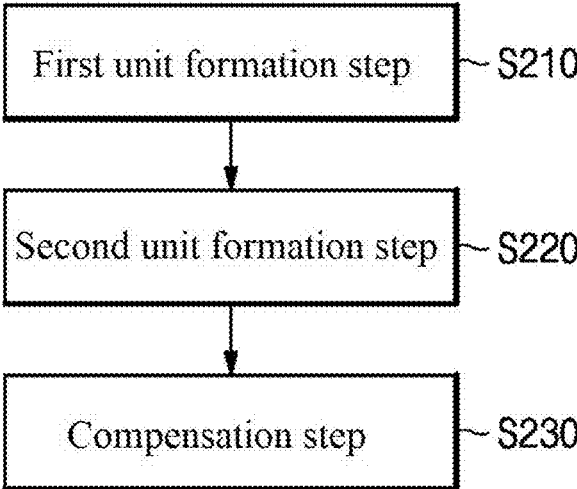 First unit formation step S210
Second unit formation step S220
Compensation step S230